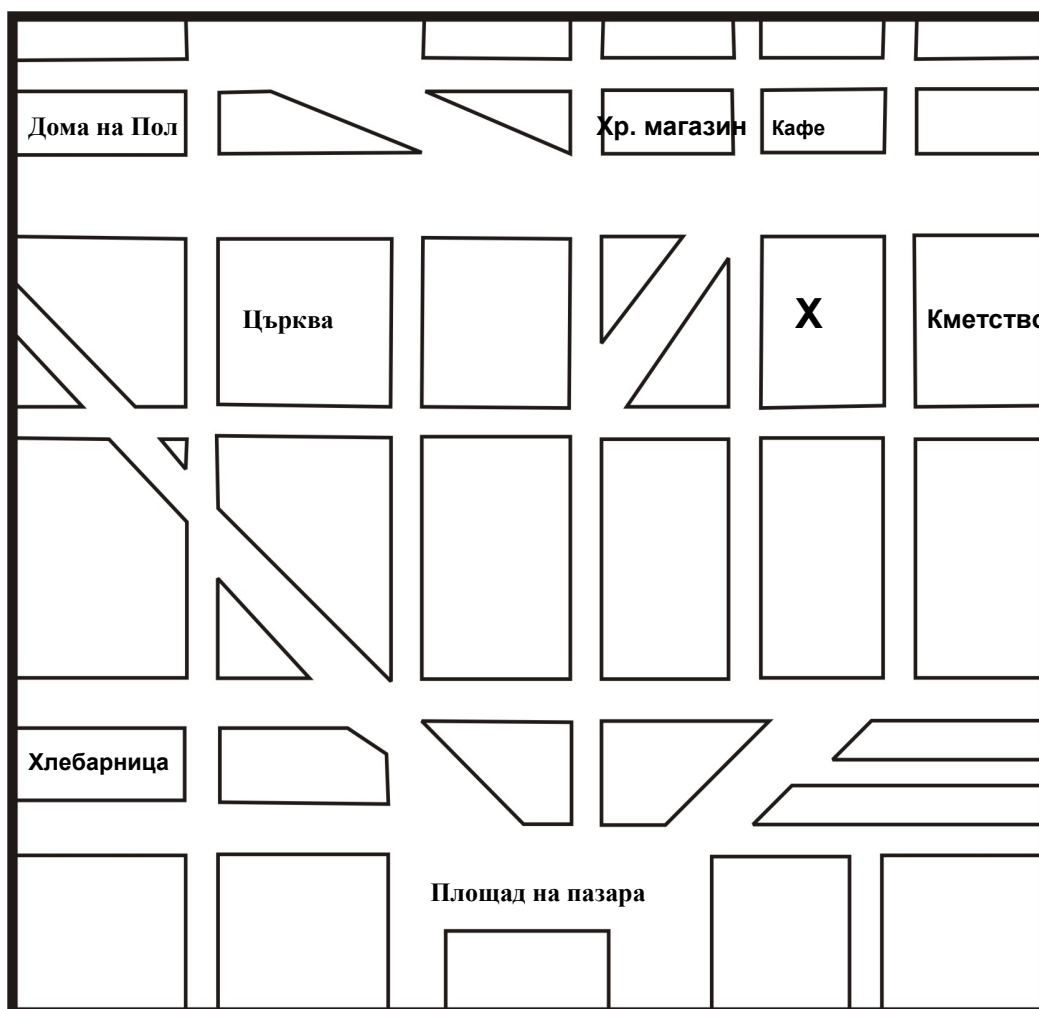 Дома на Пол
Хр. магазин
Кафе
Църква
X
Кметство
Хлебарница
Площад на пазара